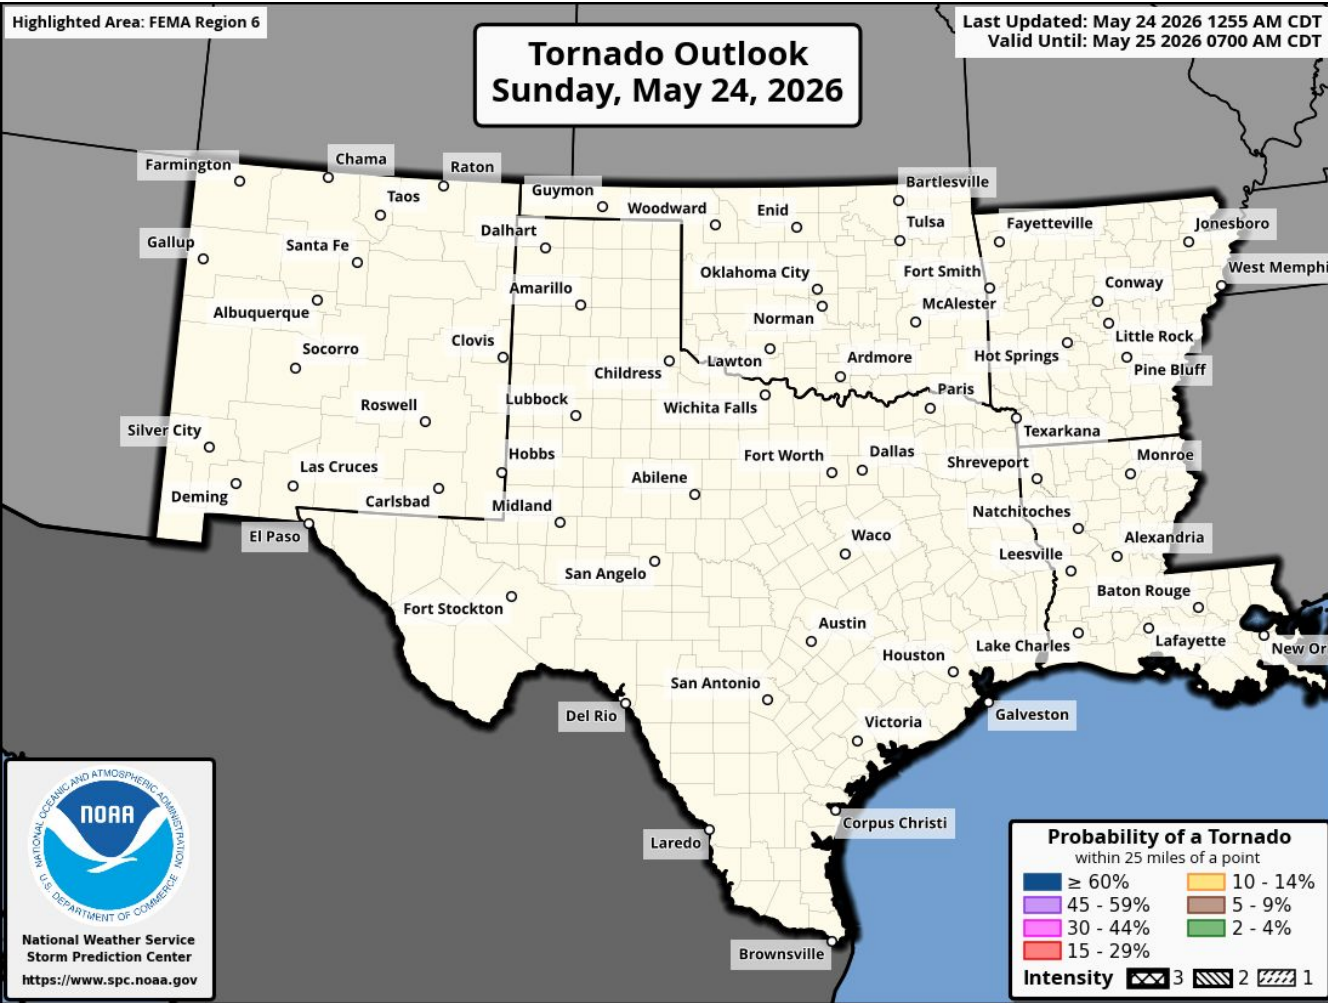 Highlighted Area: FEMA Region 6
Tornado Outlook
Sunday, May 24, 2026
Last Updated: May 24 2026 1255 AM CDT
Valid Until: May 25 2026 0700 AM CDT
Farmington
Chama
Raton
Taos
Guymon
Woodward
Enid
Bartlesville
Tulsa
Fayetteville
Jonesboro
Gallup
Santa Fe
Dalhart
Oklahoma City
Fort Smith
West Memphi
Albuquerque
Amarillo
Norman
McAlester
Conway
Socorro
Clovis
Childress
Lawton
Ardmore
Hot Springs
Little Rock
Pine Bluff
Roswell
Lubbock
Wichita Falls
Paris
Texarkana
Silver City
Las Cruces
Hobbs
Abilene
Fort Worth
Dallas
Shreveport
Monroe
Deming
Carlsbad
Midland
Natchitoches
El Paso
San Angelo
Waco
Leesville
Alexandria
Fort Stockton
Austin
Baton Rouge
Houston
Lake Charles
Lafayette
New Or
San Antonio
Del Rio
Victoria
Galveston
Laredo
Corpus Christi
Brownsville
NATIONAL OCEANIC AND ATMOSPHERIC ADMINISTRATION
NOAA
U.S. DEPARTMENT OF COMMERCE
National Weather Service
Storm Prediction Center
https://www.spc.noaa.gov
Probability of a Tornado
within 25 miles of a point
≥ 60% 10 - 14%
45 - 59% 5 - 9%
30 - 44% 2 - 4%
15 - 29%
Intensity 3 2 1